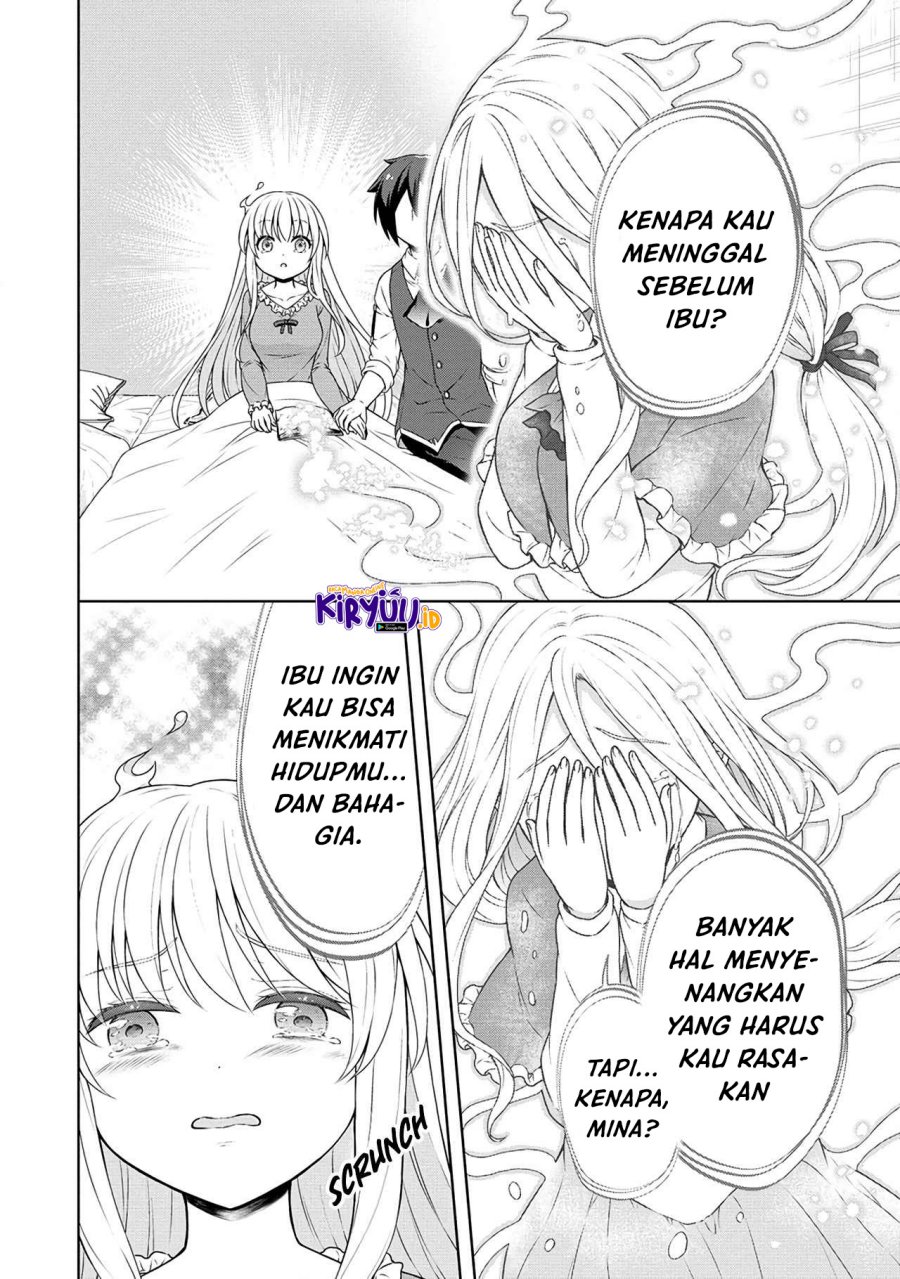 KENAPA KAU
MENINGGAL
SEBELUM
IBU?
KIRYUU.id
BANYAK
HAL MENYE-
NANGKAN
YANG HARUS
KAU RASA-
KAN
TAPI...
KENAPA,
MINA?
IBU INGIN
KAU BISA
MENIKMATI
HIDUPMU...
DAN BAHA-
GIA.
SCRUNCH